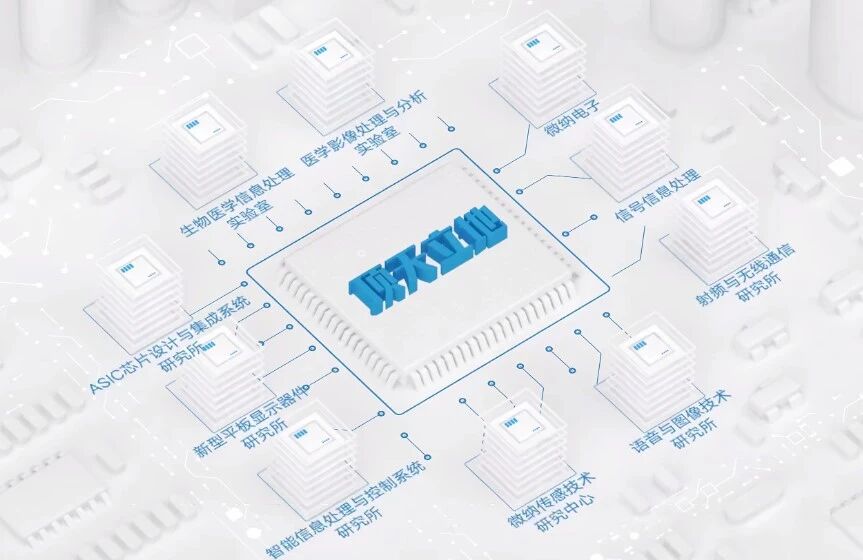 医学影像处理与分析
实验室
微纳电子
生物医学信息处理
实验室
信号信息处理
顶天立地
射频与无线通信
研究所
ASIC芯片设计与集成系统
研究所
新型平板显示器件
研究所
语音与图像技术
研究所
智能信息处理与控制系统
研究所
微纳传感技术
研究中心